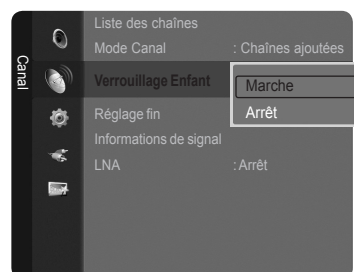 Canal
Liste des chaînes
Mode Canal : Chaînes ajoutées
Verrouillage Enfant
Marche
Réglage fin
Arrêt
Informations de signal
LNA : Arrêt